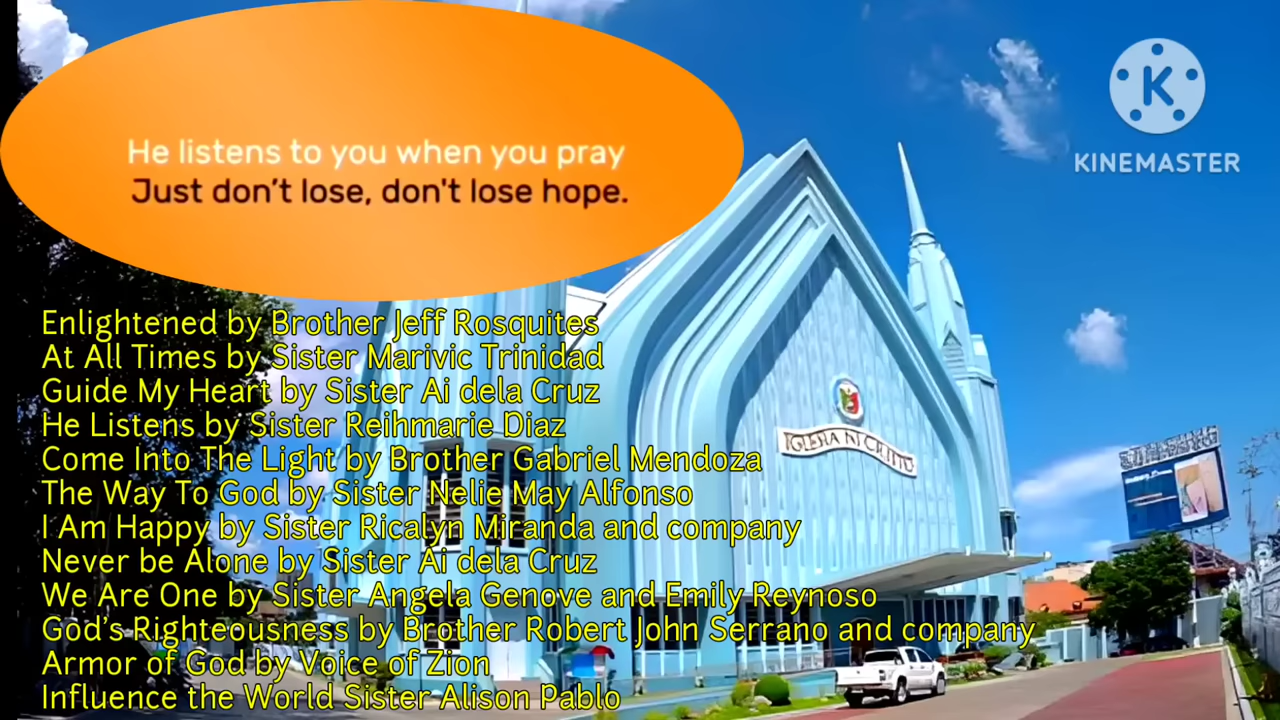 He listens to you when you pray
Just don't lose, don't lose hope.
KINEMASTER
Enlightened by Brother Jeff Rosquites
At All Times by Sister Marivic Trinidad
Guide My Heart by Sister Ai dela Cruz
He Listens by Sister Reihmarie Diaz
Come Into The Light by Brother Gabriel Mendoza
The Way To God by Sister Nelie May Alfonso
I Am Happy by Sister Ricalyn Miranda and company
Never be Alone by Sister Ai dela Cruz
We Are One by Sister Angela Genove and Emily Reynoso
God's Righteousness by Brother Robert John Serrano and company
Armor of God by Voice of Zion
Influence the World Sister Alison Pablo
IGLESIA NI CRISTO